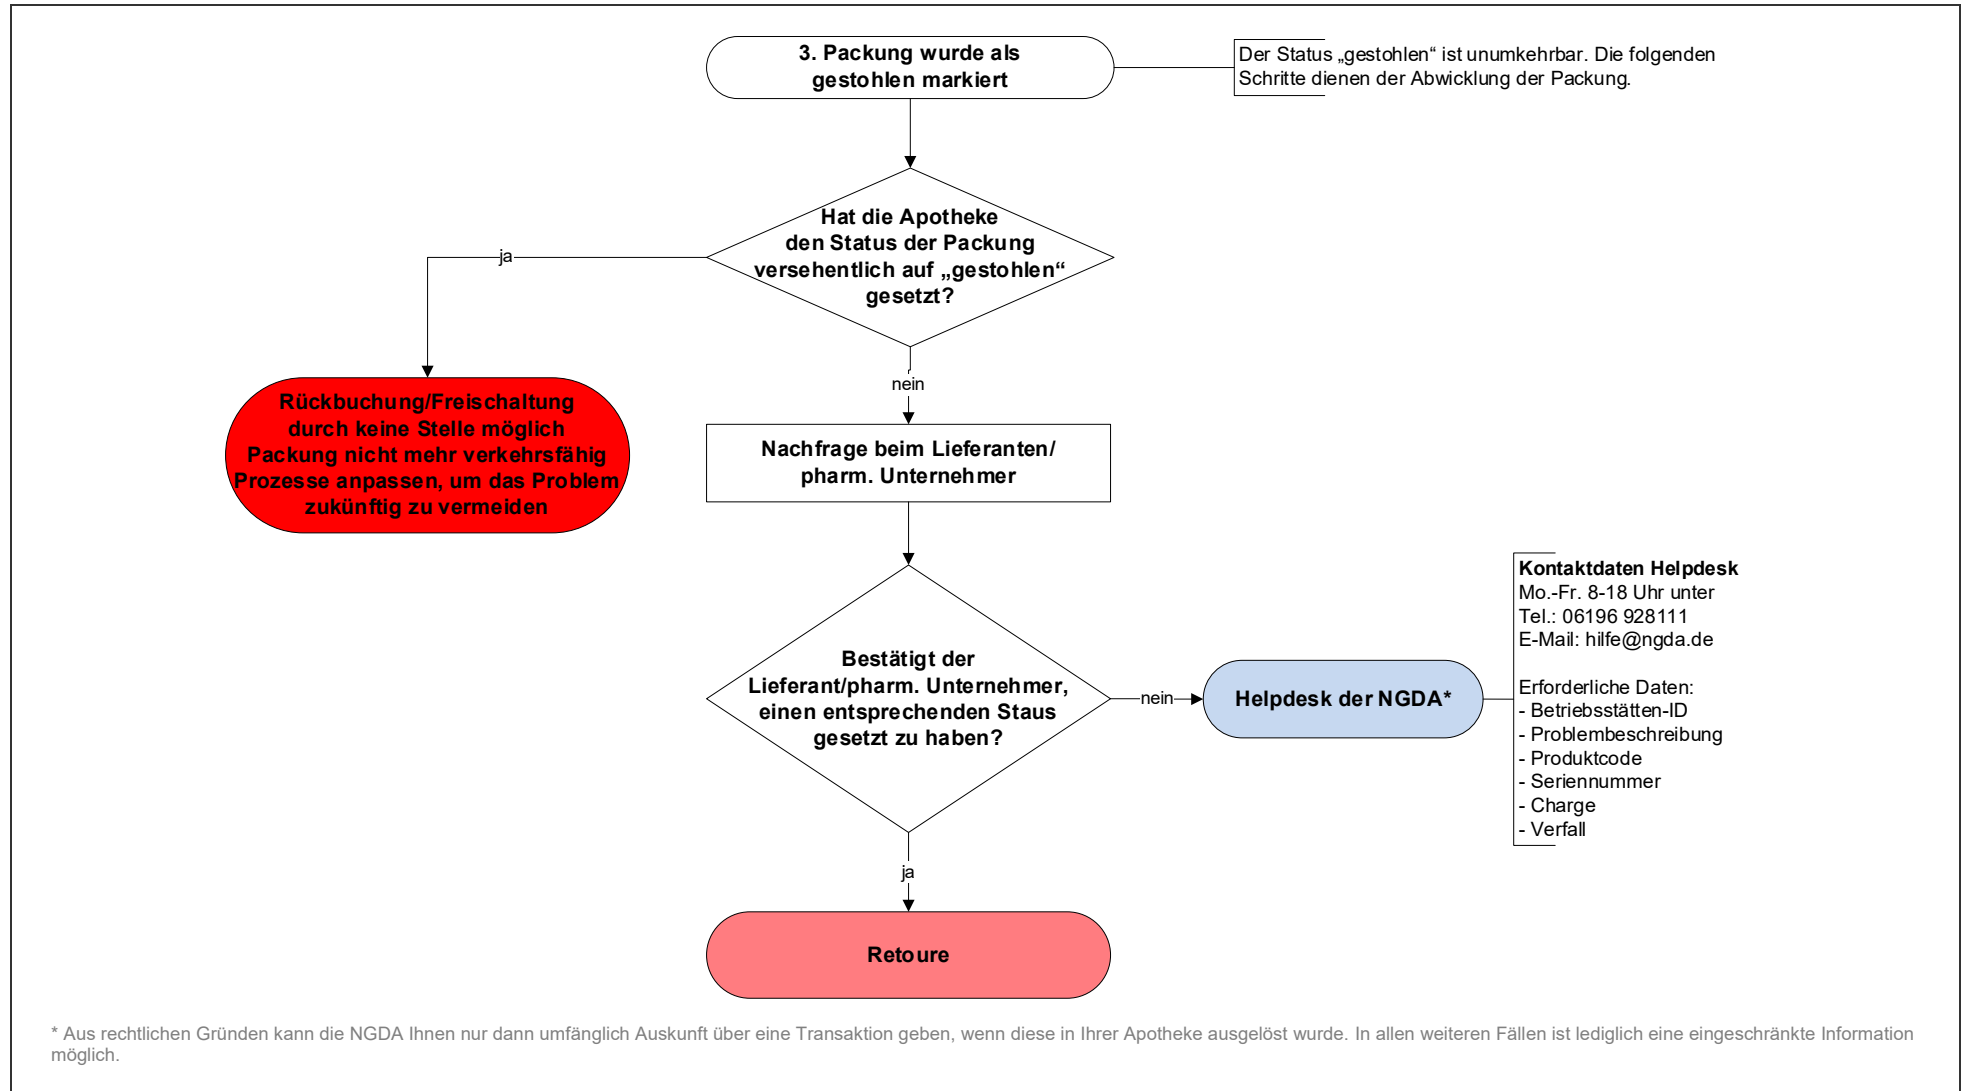 3. Packung wurde als
gestohlen markiert
Der Status „gestohlen“ ist unumkehrbar. Die folgenden
Schritte dienen der Abwicklung der Packung.
Hat die Apotheke
den Status der Packung
versehentlich auf „gestohlen“
gesetzt?
ja
nein
Rückbuchung/Freischaltung
durch keine Stelle möglich
Packung nicht mehr verkehrsfähig
Prozesse anpassen, um das Problem
zukünftig zu vermeiden
Nachfrage beim Lieferanten/
pharm. Unternehmer
Bestätigt der
Lieferant/pharm. Unternehmer,
einen entsprechenden Staus
gesetzt zu haben?
nein
Helpdesk der NGDA*
Kontaktdaten Helpdesk
Mo.-Fr. 8-18 Uhr unter
Tel.: 06196 928111
E-Mail: hilfe@ngda.de
Erforderliche Daten:
- Betriebsstätten-ID
- Problembeschreibung
- Produktcode
- Seriennummer
- Charge
- Verfall
ja
Retoure
* Aus rechtlichen Gründen kann die NGDA Ihnen nur dann umfänglich Auskunft über eine Transaktion geben, wenn diese in Ihrer Apotheke ausgelöst wurde. In allen weiteren Fällen ist lediglich eine eingeschränkte Information
möglich.